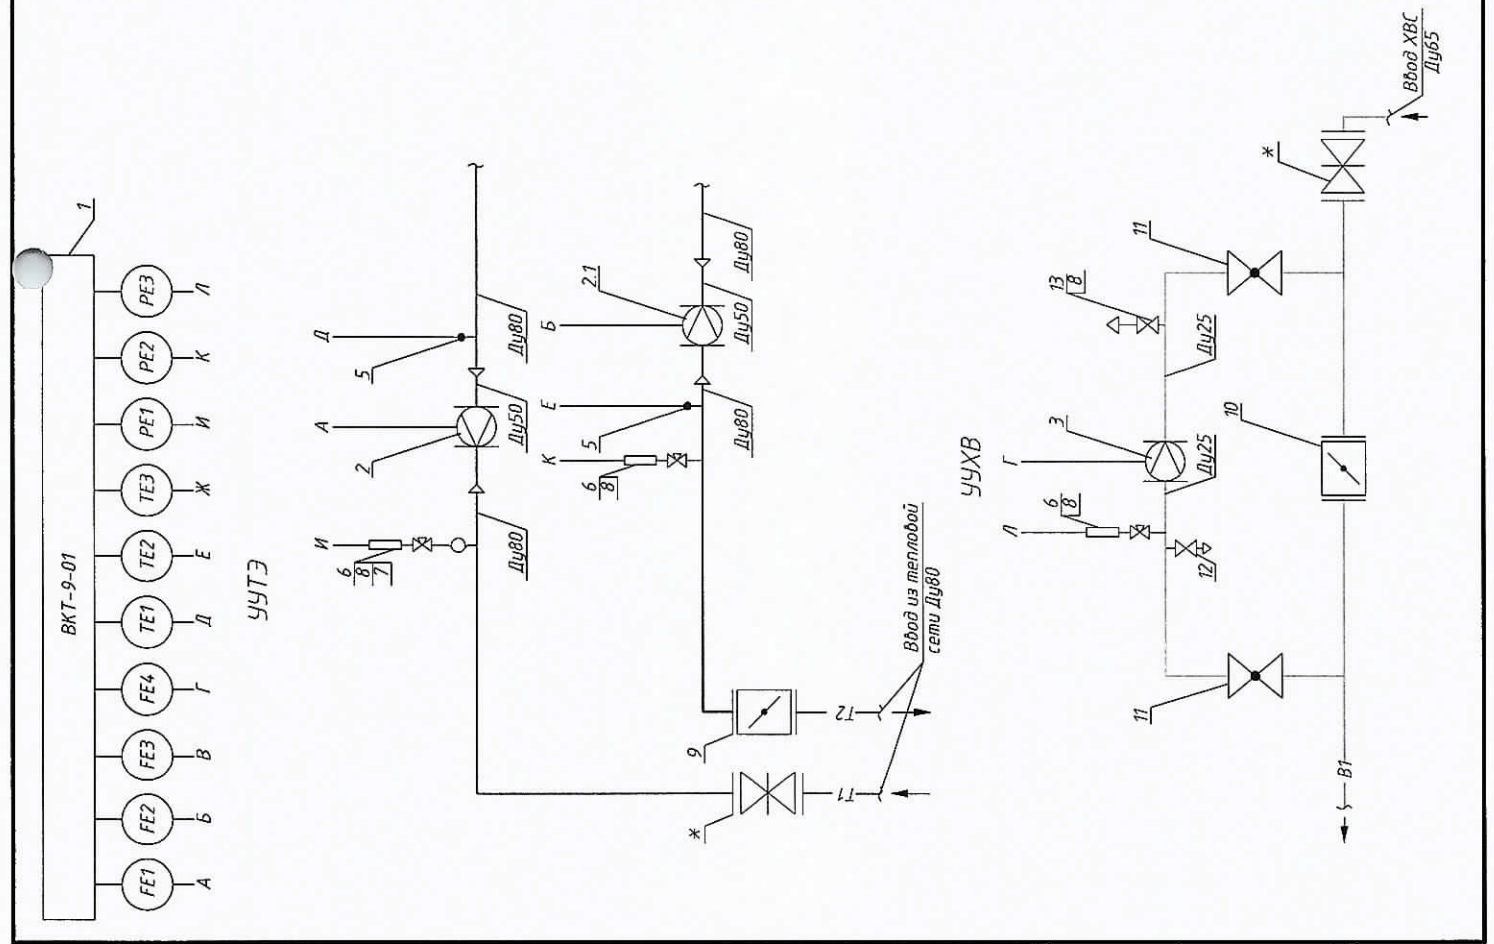 1
ВКТ-9-01
FE1
FE2
FE3
FE4
TE1
TE2
TE3
PE1
PE2
PE3
А
Б
В
Г
Д
Е
Ж
И
К
Л
УУТЭ
И
А
Д
6
8
7
2
5
Ду80
Ду50
Ду80
*
Т1
К
Е
Б
6
8
5
2.1
Ду80
Ду50
Ду80
9
Т2
Ввод из тепловой
сети Ду80
УУХВ
Л
Г
6
8
3
13
8
12
Ду25
Ду25
11
11
10
*
В1
Ввод ХВС
Ду65